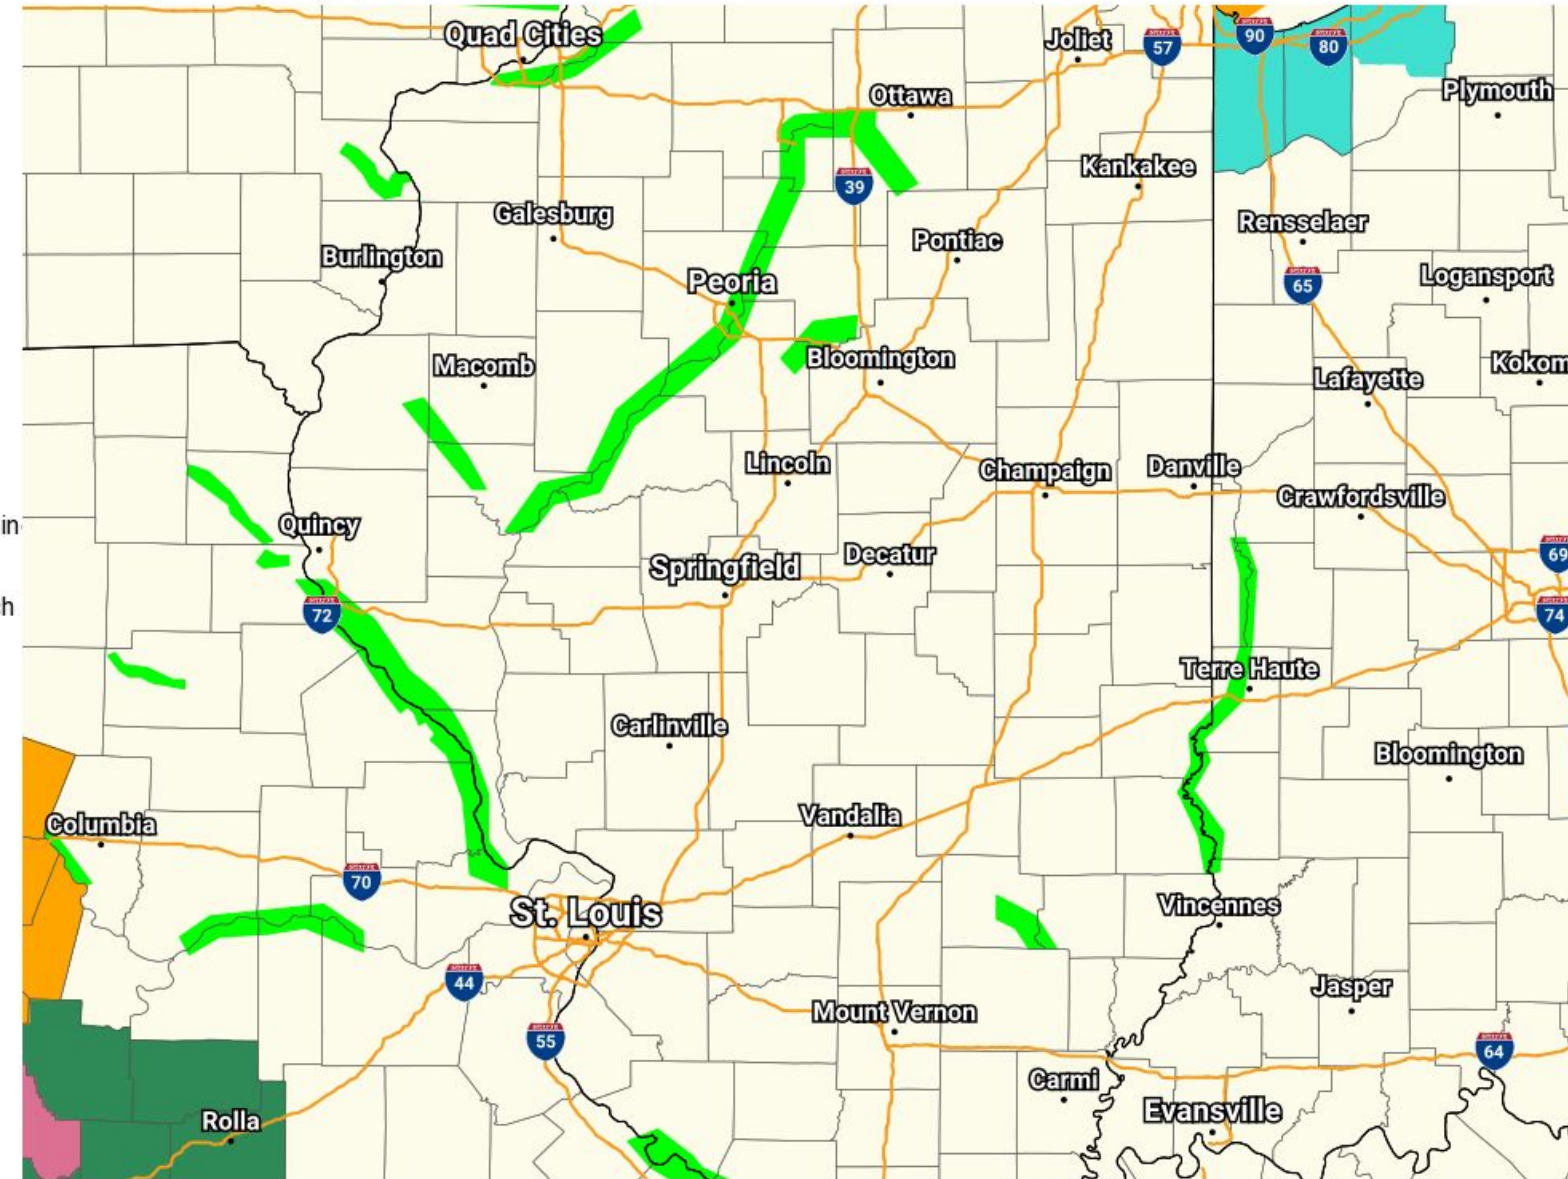 Quad Cities
Joliet
57
90
80
Ottawa
Plymouth
Kankakee
39
Galesburg
Rensselaer
Pontiac
Burlington
Logansport
Peoria
65
Bloomington
Macomb
Kokom
Lafayette
Lincoln
Champaign
Danville
Crawfordsville
in
Quincy
69
Decatur
Springfield
ch
72
74
Terre Haute
Carlinville
Bloomington
Vandalia
Columbia
70
Vincennes
St. Louis
44
Jasper
Mount Vernon
55
64
Carmi
Evansville
Rolla